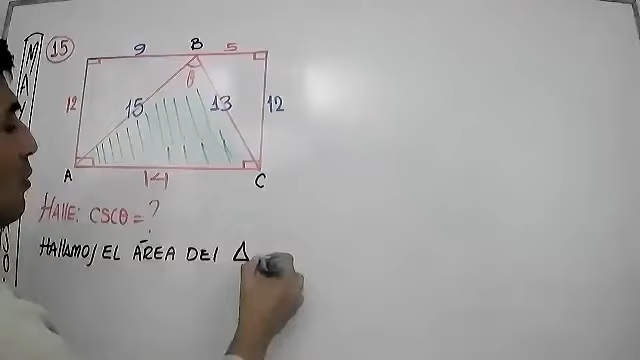 15
9
B
5
θ
12
15
13
12
A
14
C
HALLE: CSCθ = ?
HALLAMOS EL ÁREA DEL Δ